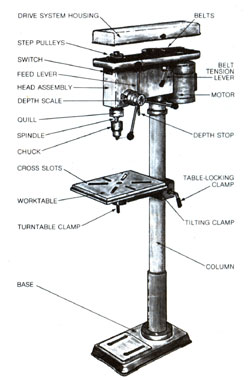 DRIVE SYSTEM HOUSING
BELTS
STEP PULLEYS
SWITCH
FEED LEVER
HEAD ASSEMBLY
DEPTH SCALE
BELT
TENSION
LEVER
MOTOR
QUILL
SPINDLE
CHUCK
DEPTH STOP
CROSS SLOTS
TABLE-LOCKING
CLAMP
WORKTABLE
TURNTABLE CLAMP
TILTING CLAMP
COLUMN
BASE